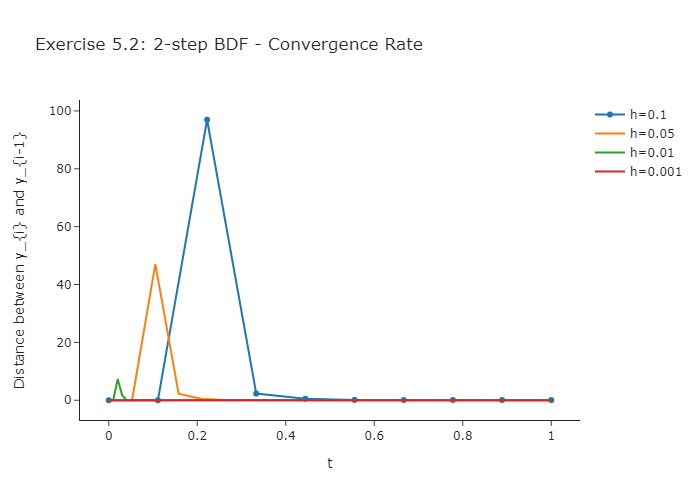 Exercise 5.2: 2-step BDF - Convergence Rate
Distance between y_{i} and y_{i-1}
100
80
60
40
20
0
0
0.2
0.4
0.6
0.8
1
t
h=0.1
h=0.05
h=0.01
h=0.001